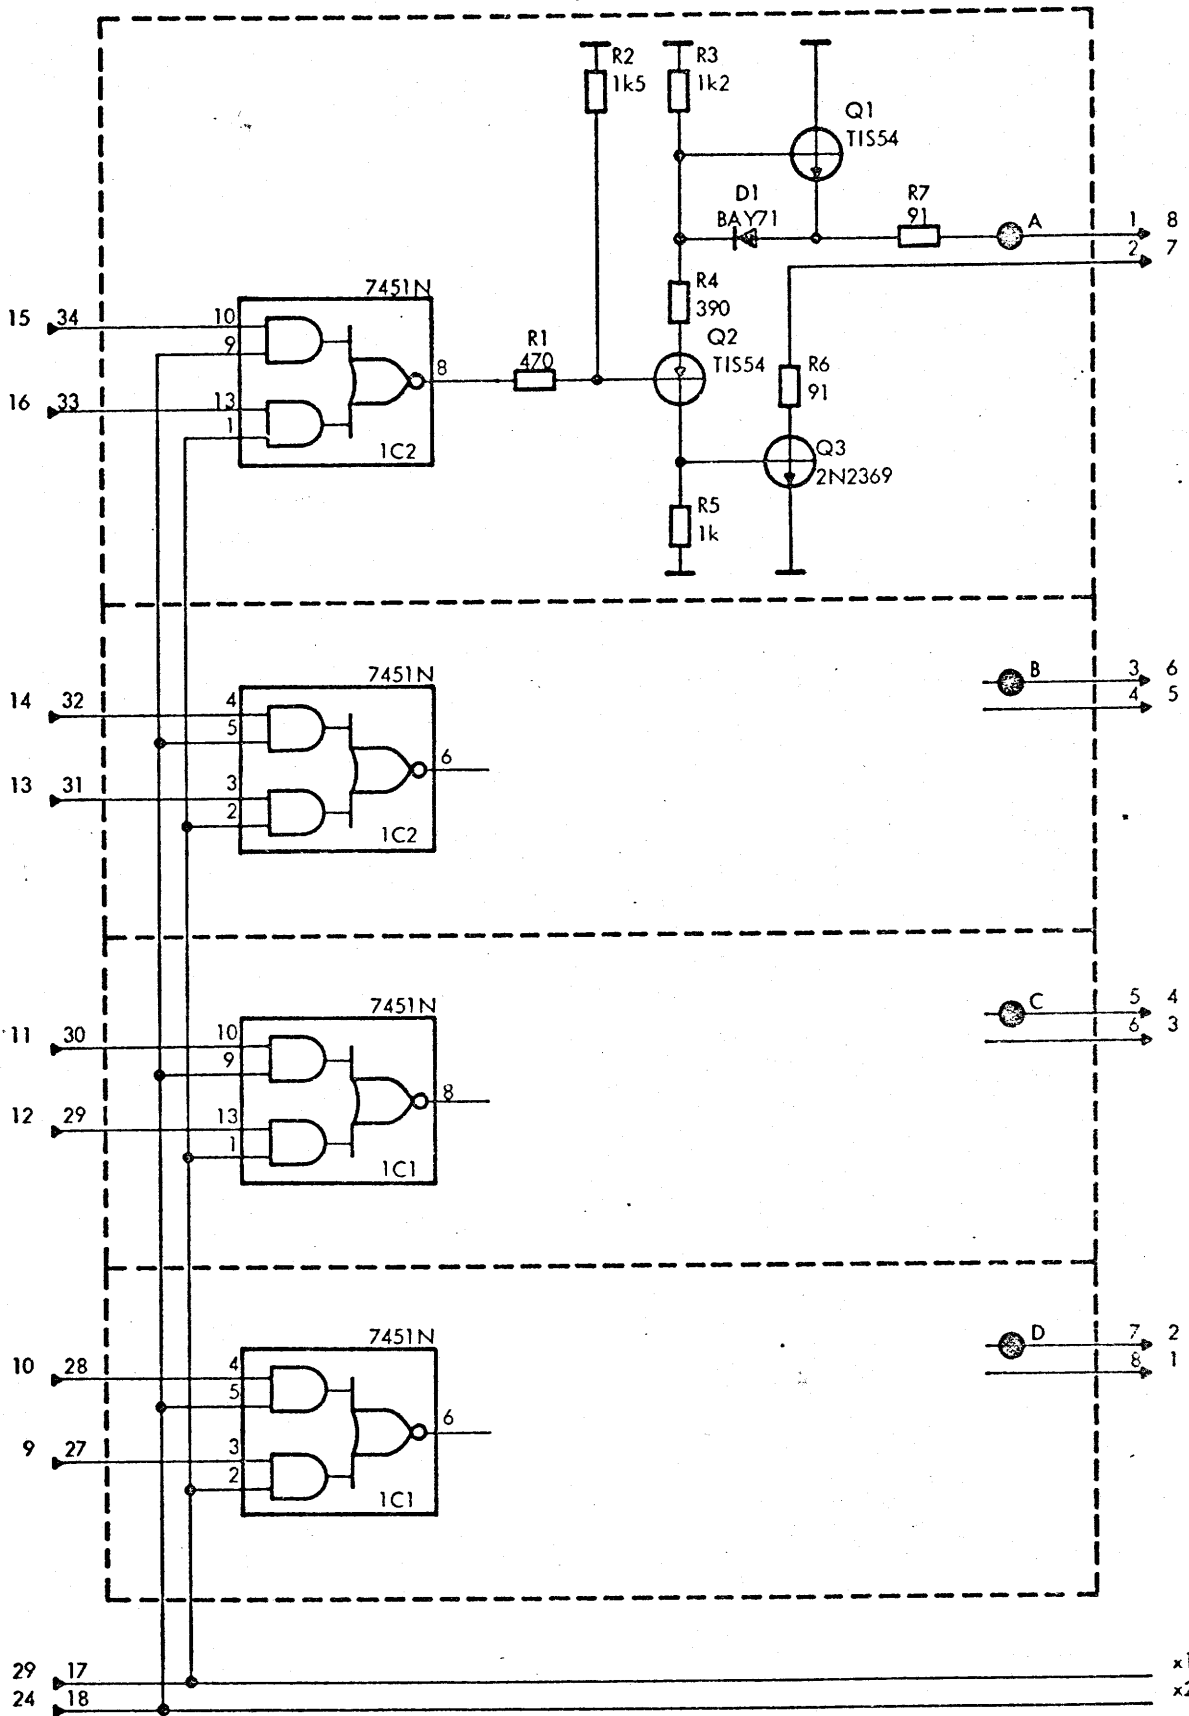 R2
1k5
R3
1k2
Q1
TIS54
D1
BAY71
R7
91
A
1 8
2 7
R4
390
Q2
TIS54
R1
470
R6
91
Q3
2N2369
R5
1k
7451N
15 34 10
9
8
16 33 13
1
1C2
7451N
14 32 4
5
6
13 31 3
2
1C2
B
3 6
4 5
7451N
11 30 10
9
8
12 29 13
1
1C1
C
5 4
6 3
7451N
10 28 4
5
6
9 27 3
2
1C1
D
7 2
8 1
29 17 x1
24 18 x2